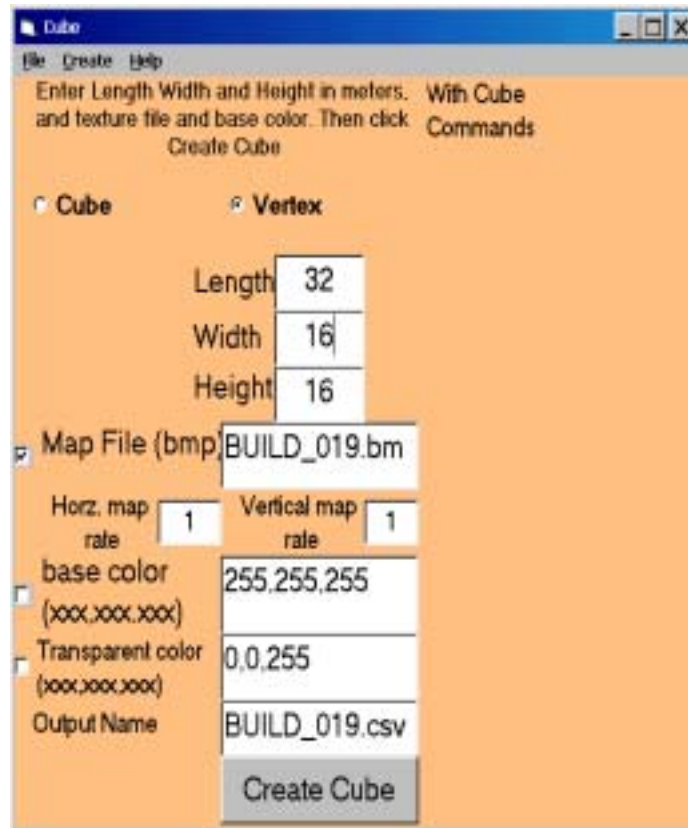 Cube
File Create Help
Enter Length Width and Height in meters,
and texture file and base color. Then click
Create Cube
With Cube
Commands
Cube
Vertex
Length 32
Width 16
Height 16
Map File (bmp) BUILD_019.bm
Horz. map
rate
1
Vertical map
rate
1
base color
(xxx.xxx.xxx)
255,255,255
Transparent color
(xxx,xxx,xxx)
0,0,255
Output Name BUILD_019.csv
Create Cube